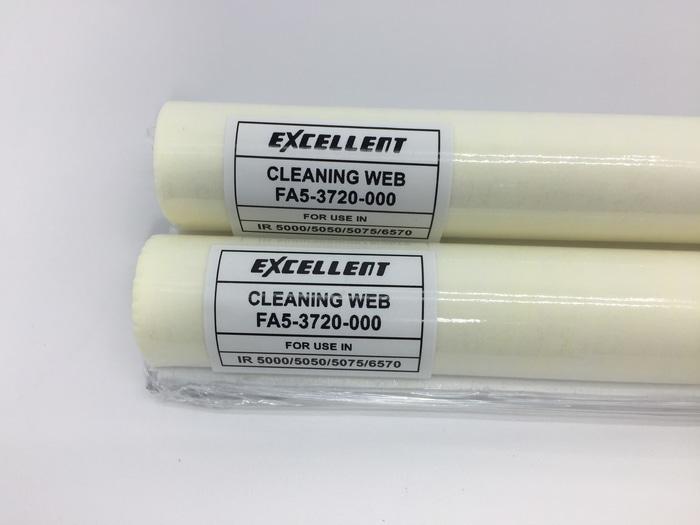 EXCELLENT
CLEANING WEB
FA5-3720-000
FOR USE IN
IR 5000/5050/5075/6570
EXCELLENT
CLEANING WEB
FA5-3720-000
FOR USE IN
IR 5000/5050/5075/6570